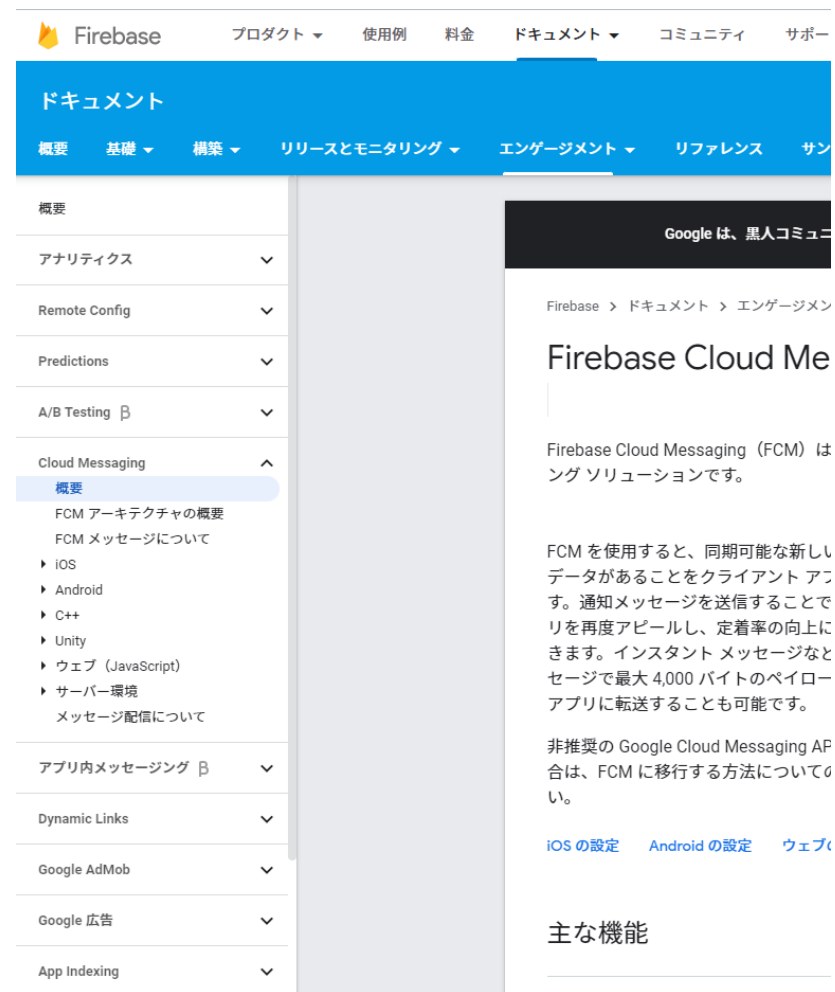 Firebase プロダクト 使用例 料金 ドキュメント コミュニティ サポー
ドキュメント
概要 基礎 構築 リリースとモニタリング エンゲージメント リファレンス サン
概要
アナリティクス
Remote Config
Predictions
A/B Testing β
Cloud Messaging
概要
FCM アーキテクチャの概要
FCM メッセージについて
iOS
Android
C++
Unity
ウェブ（JavaScript）
サーバー環境
メッセージ配信について
アプリ内メッセージング β
Dynamic Links
Google AdMob
Google 広告
App Indexing
Google は、黒人コミュニ
Firebase > ドキュメント > エンゲージメン
Firebase Cloud Me
Firebase Cloud Messaging（FCM）は
ング ソリューションです。
FCM を使用すると、同期可能な新しい
データがあることをクライアント アプ
す。通知メッセージを送信することで
リを再度アピールし、定着率の向上に
きます。インスタント メッセージなど
セージで最大 4,000 バイトのペイロー
アプリに転送することも可能です。
非推奨の Google Cloud Messaging AP
合は、FCM に移行する方法についての
い。
iOS の設定 Android の設定 ウェブの
主な機能